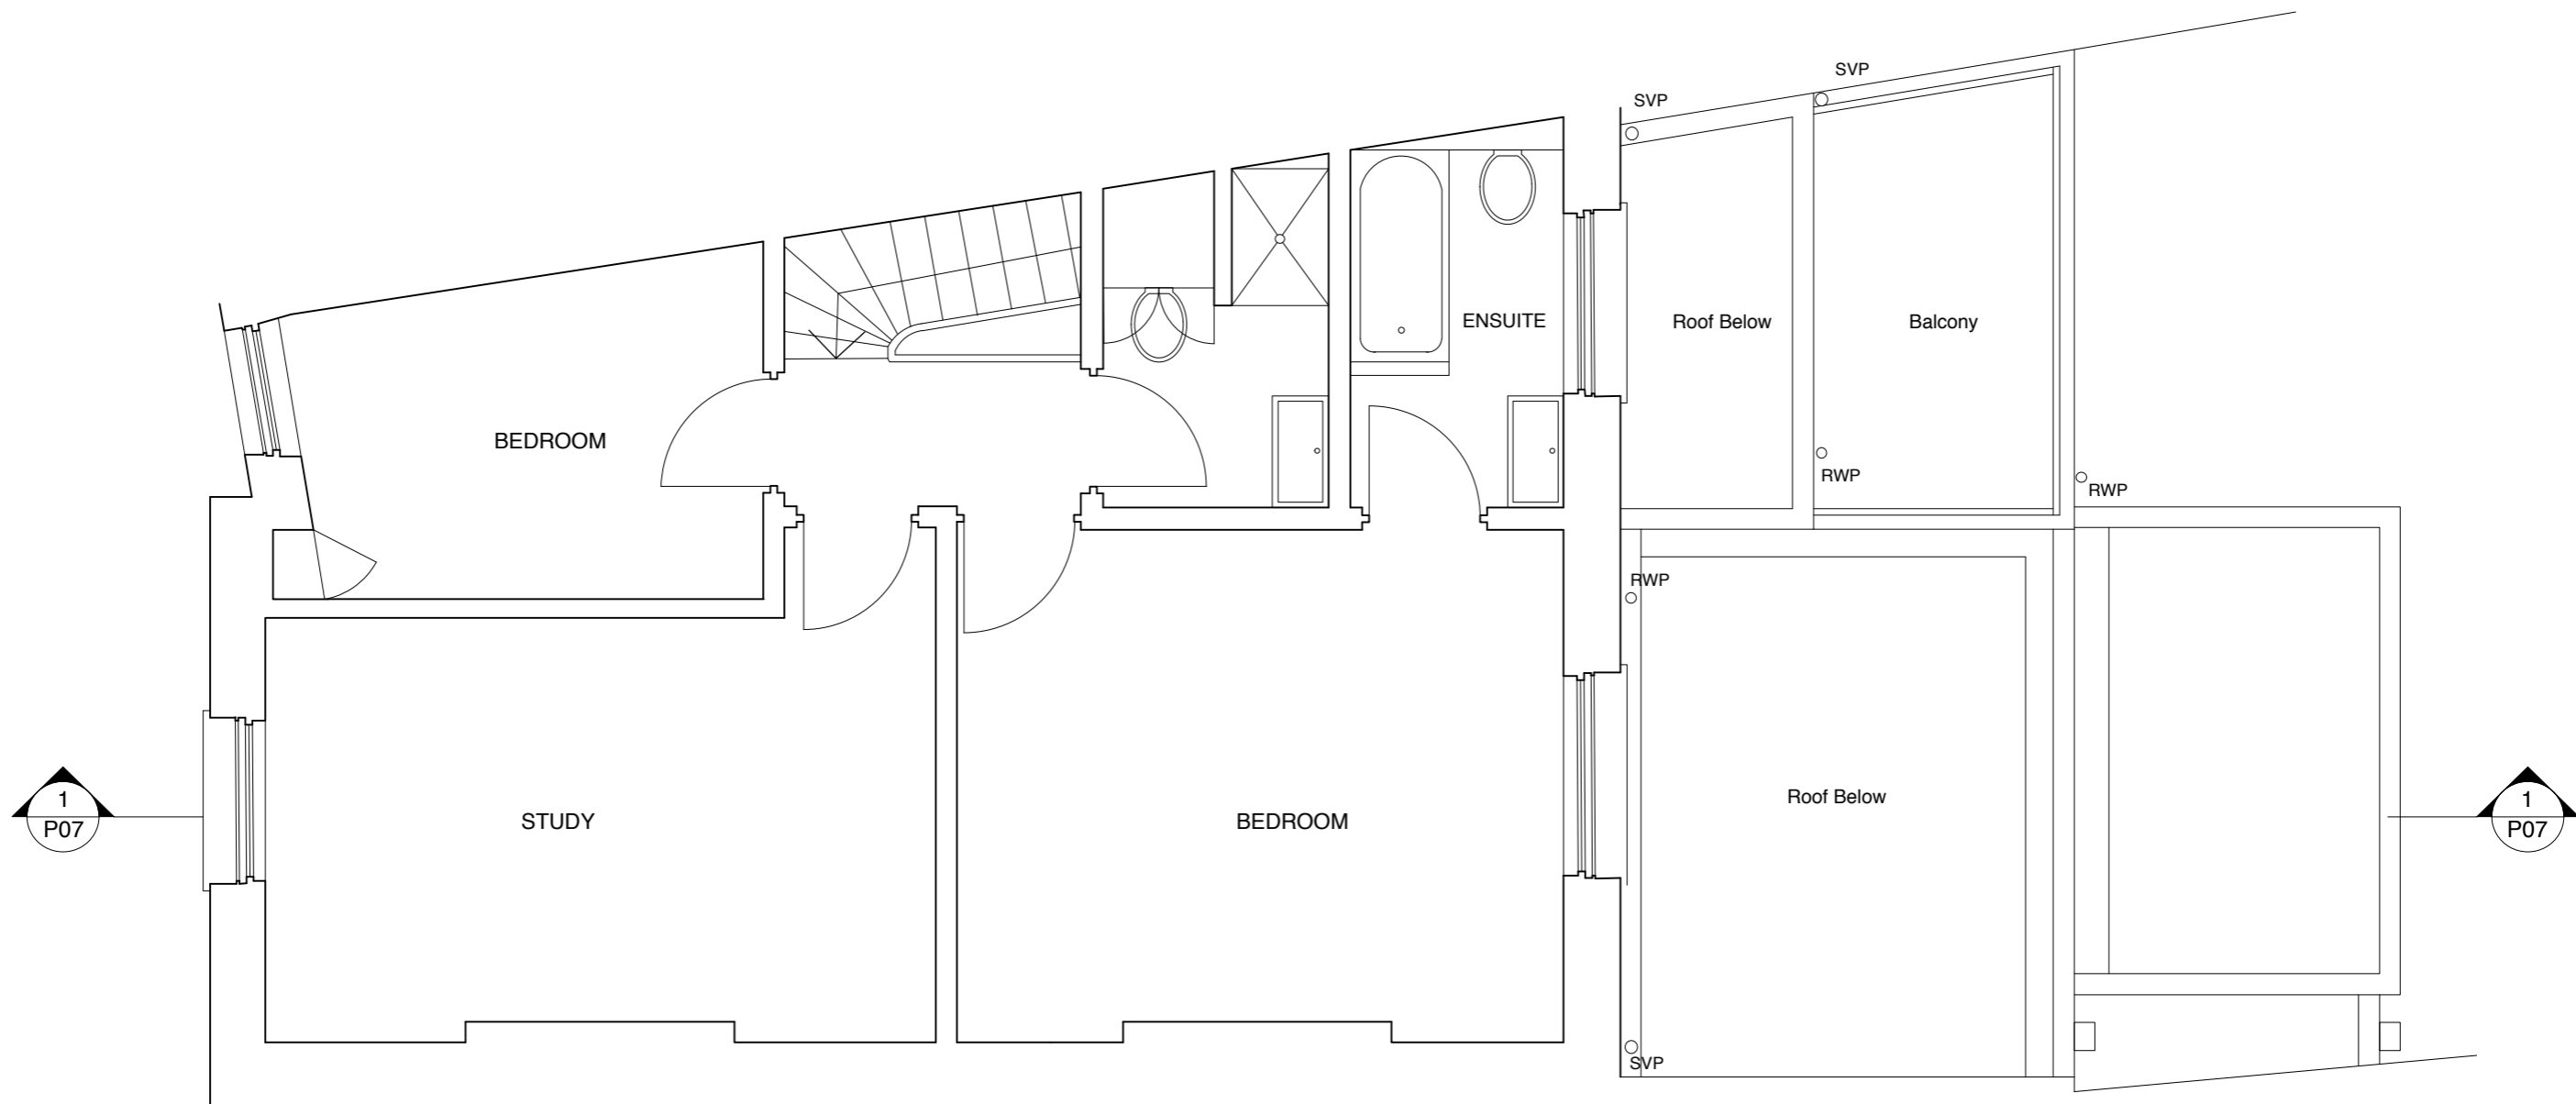 SVP
SVP
ENSUITE
Roof Below
Balcony
BEDROOM
RWP
RWP
RWP
1
P07
STUDY
BEDROOM
Roof Below
1
P07
SVP